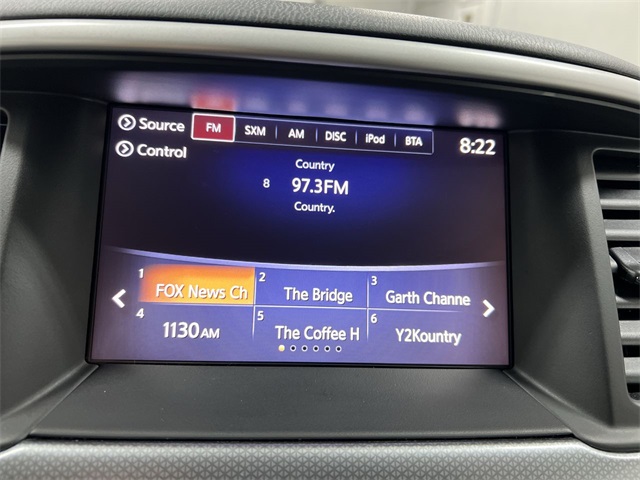 Source FM SXM AM DISC iPod BTA 8:22
Control
Country
8 97.3FM
Country.
1 FOX News Ch 2 The Bridge 3 Garth Channe
4 1130AM 5 The Coffee H 6 Y2Kountry